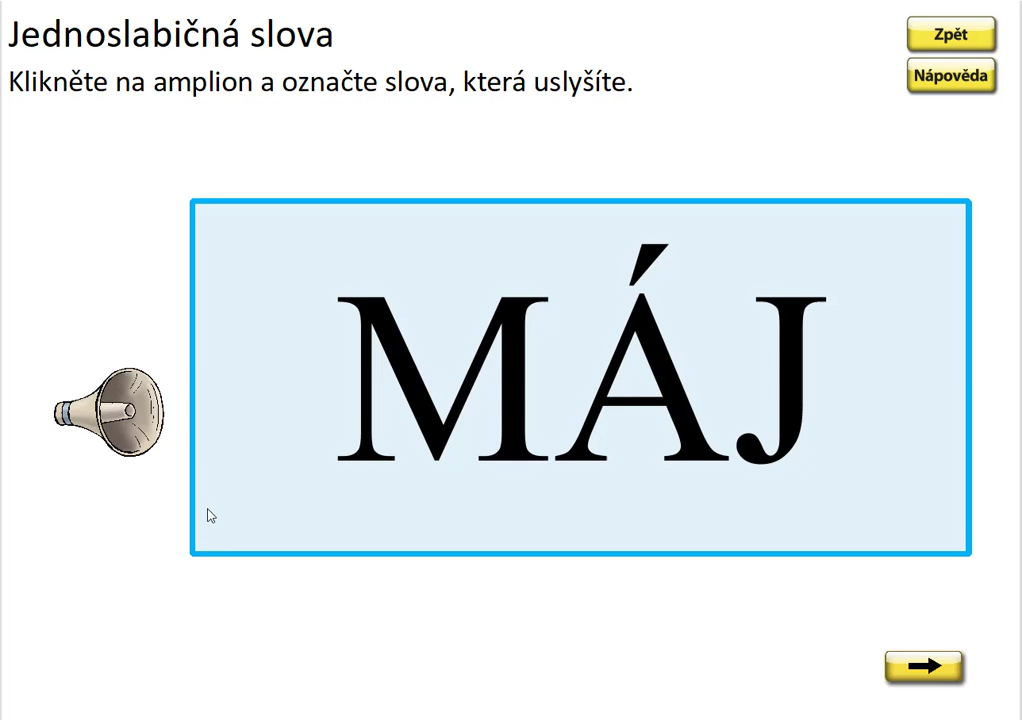 Jednoslabičná slova
Zpět
Klikněte na amplion a označte slova, která uslyšíte.
Nápověda
MÁJ